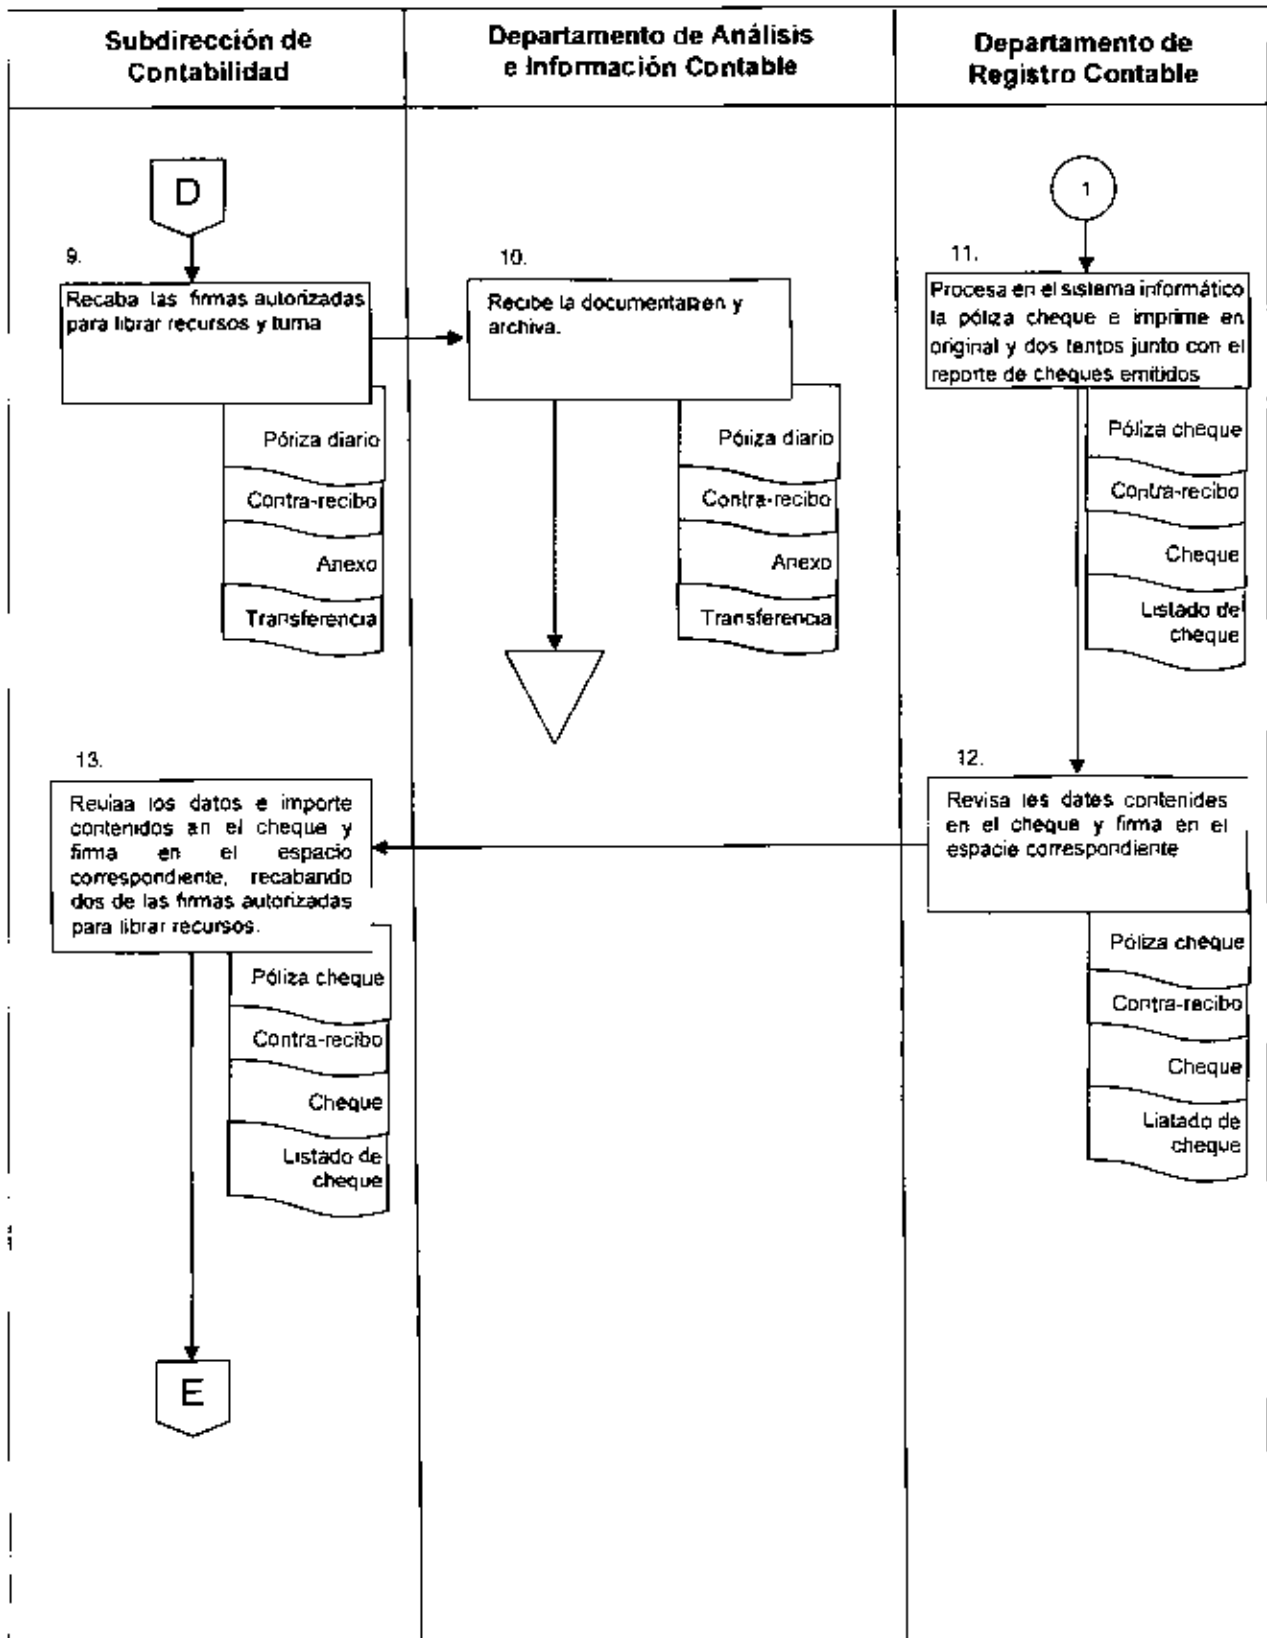 Subdirección de
Contabilidad
Departamento de Análisis
e Información Contable
Departamento de
Registro Contable
D
1
9.
Recaba las firmas autorizadas
para librar recursos y turna
10.
Recibe la documentaren y
archiva.
11.
Procesa en el sistema informático
la póliza cheque e imprime en
original y dos tantos junto con el
reporte de cheques emitidos
Póriza diario
Contra-recibo
Anexo
Transferencia
Póriza diario
Contra-recibo
Anexo
Transferencia
Póliza cheque
Contra-recibo
Cheque
Listado de
cheque
13.
Revisa los datos e importe
contenidos an el cheque y
firma en el espacio
correspondiente, recabando
dos de las firmas autorizadas
para librar recursos.
12.
Revisa les dates contenides
en el cheque y firma en el
espacie correspondiente
Póliza cheque
Contra-recibo
Cheque
Listado de
cheque
Póliza cheque
Contra-recibo
Cheque
Liatado de
cheque
E